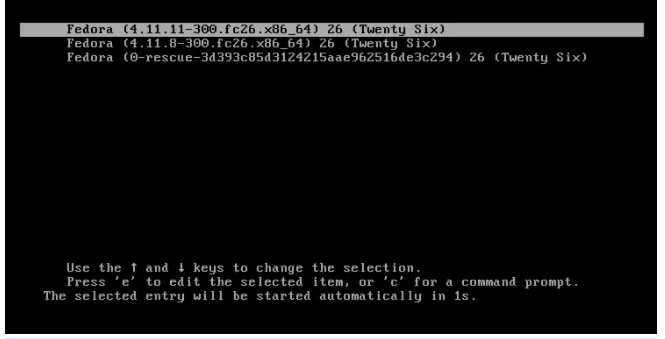 Fedora (4.11.11-300.fc26.x86_64) 26 (Twenty Six)
Fedora (4.11.8-300.fc26.x86_64) 26 (Twenty Six)
Fedora (0-rescue-3d393c85d3124215aae962516de3c294) 26 (Twenty Six)
Use the ↑ and ↓ keys to change the selection.
Press 'e' to edit the selected item, or 'c' for a command prompt.
The selected entry will be started automatically in 1s.